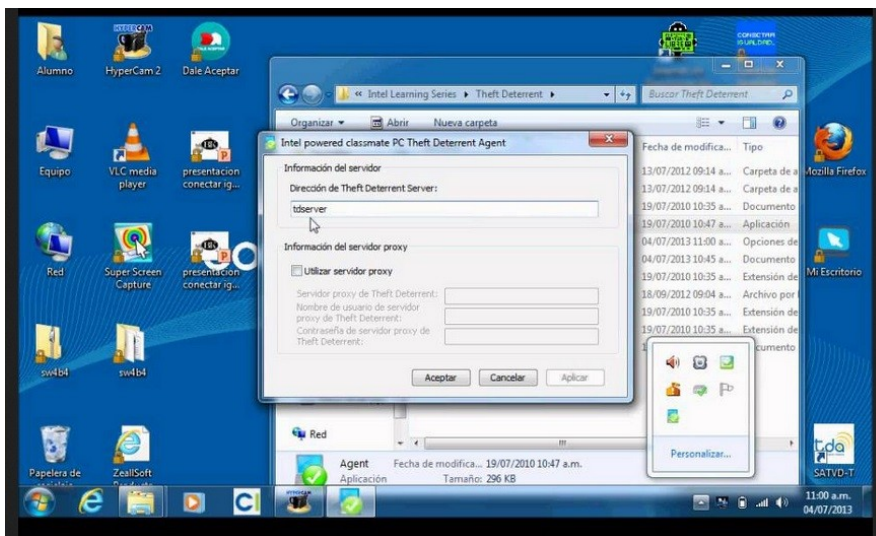 Alumno
HyperCam 2
Dale Aceptar
HYPERCAM
CONECTAR
Intel Learning Series
Theft Deterrent
Buscar Theft Deterrent
Organizar
Abrir
Nueva carpeta
Intel powered classmate PC Theft Deterrent Agent
Información del servidor
Dirección de Theft Deterrent Server:
tdserver
Información del servidor proxy
Utilizar servidor proxy
Servidor proxy de Theft Deterrent:
Nombre de usuario de servidor
proxy de Theft Deterrent:
Contraseña de servidor proxy de
Theft Deterrent:
Aceptar
Cancelar
Aplicar
Fecha de modifica...
Tipo
13/07/2012 09:14 a...
Carpeta de a
13/07/2012 09:14 a...
Carpeta de a
19/07/2010 10:35 a...
Documento
19/07/2010 10:47 a...
Aplicación
04/07/2013 11:00 a...
Opciones de
04/07/2013 10:45 a...
Documento
19/07/2010 10:35 a...
Extensión de
18/09/2012 09:04 a...
Archivo por l
19/07/2010 10:35 a...
Extensión de
19/07/2010 10:35 a...
Extensión de
cumento
Personalizar...
Equipo
VLC media
player
presentacion
conectar ig...
Mozilla Firefox
Red
Super Screen
Capture
presentacion
conectar ig...
Mi Escritorio
sw4b4
sw4b4
Papelera de
ZeallSoft
Red
Agent
Fecha de modifica... 19/07/2010 10:47 a.m.
Aplicación
Tamaño: 296 KB
tda
SATVD-T
11:00 a.m.
04/07/2013